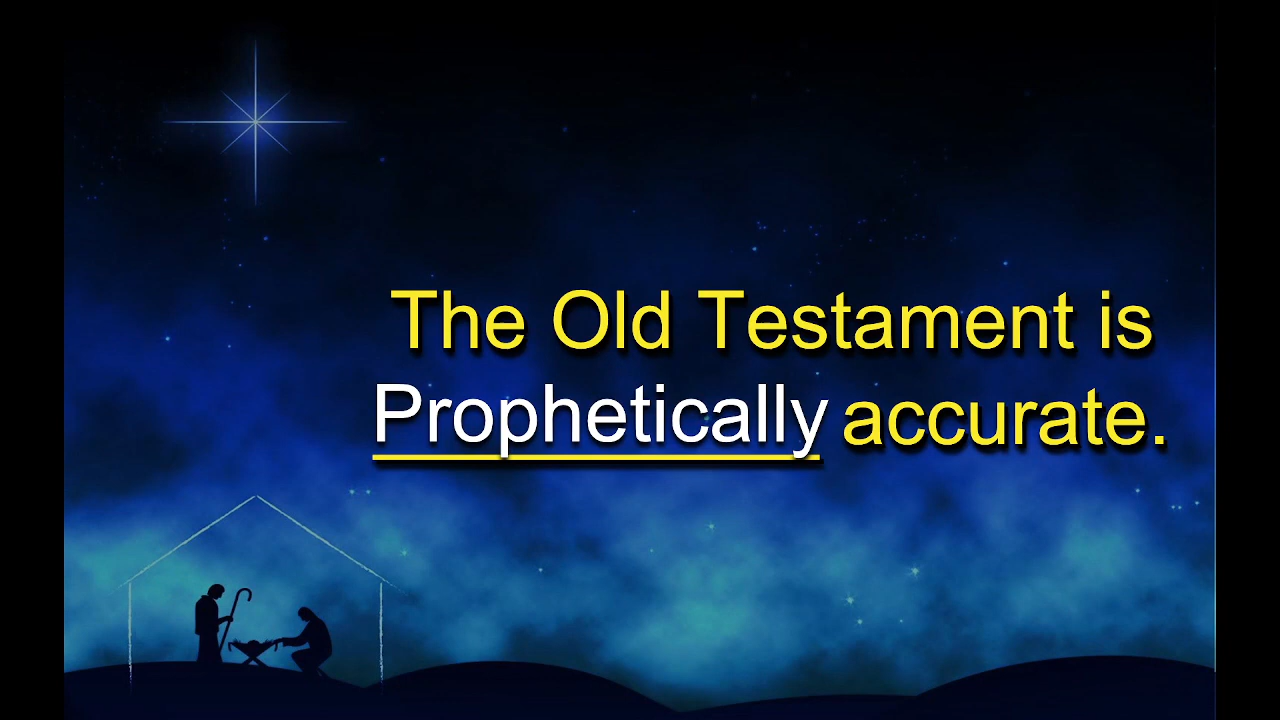 The Old Testament is
Prophetically accurate.